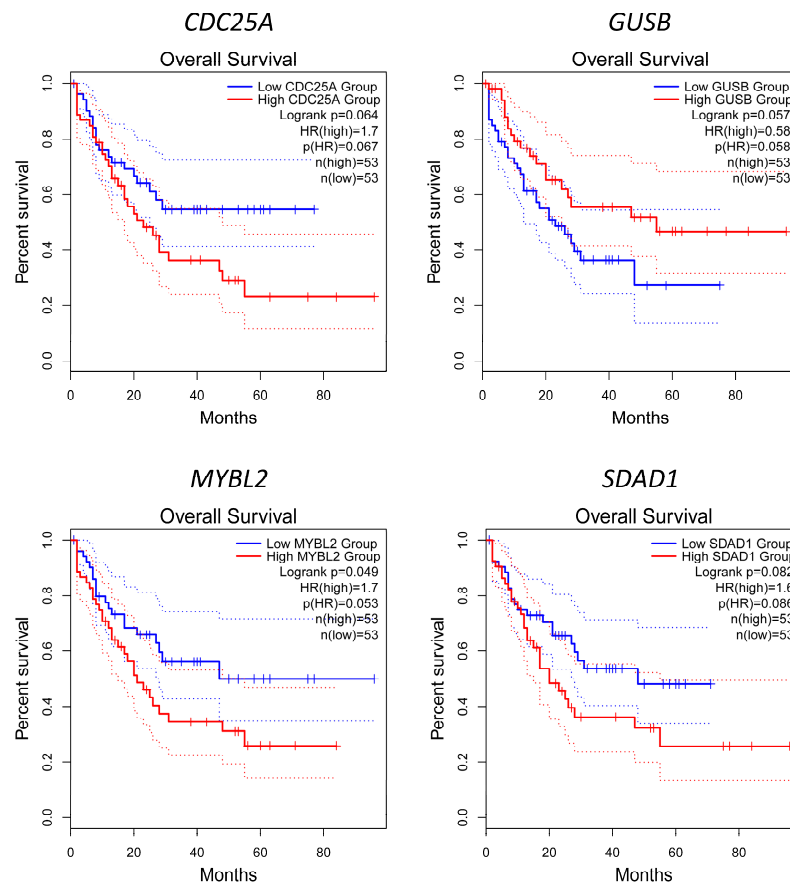 CDC25A
Overall Survival
Low CDC25A Group
High CDC25A Group
Logrank p=0.064
HR(high)=1.7
p(HR)=0.067
n(high)=53
n(low)=53
Percent survival
0.0 0.2 0.4 0.6 0.8 1.0
0 20 40 60 80
Months
GUSB
Overall Survival
Low GUSB Group
High GUSB Group
Logrank p=0.057
HR(high)=0.58
p(HR)=0.058
n(high)=53
n(low)=53
Percent survival
0.0 0.2 0.4 0.6 0.8 1.0
0 20 40 60 80
Months
MYBL2
Overall Survival
Low MYBL2 Group
High MYBL2 Group
Logrank p=0.049
HR(high)=1.7
p(HR)=0.053
n(high)=53
n(low)=53
Percent survival
0.0 0.2 0.4 0.6 0.8 1.0
0 20 40 60 80
Months
SDAD1
Overall Survival
Low SDAD1 Group
High SDAD1 Group
Logrank p=0.082
HR(high)=1.6
p(HR)=0.086
n(high)=53
n(low)=53
Percent survival
0.0 0.2 0.4 0.6 0.8 1.0
0 20 40 60 80
Months